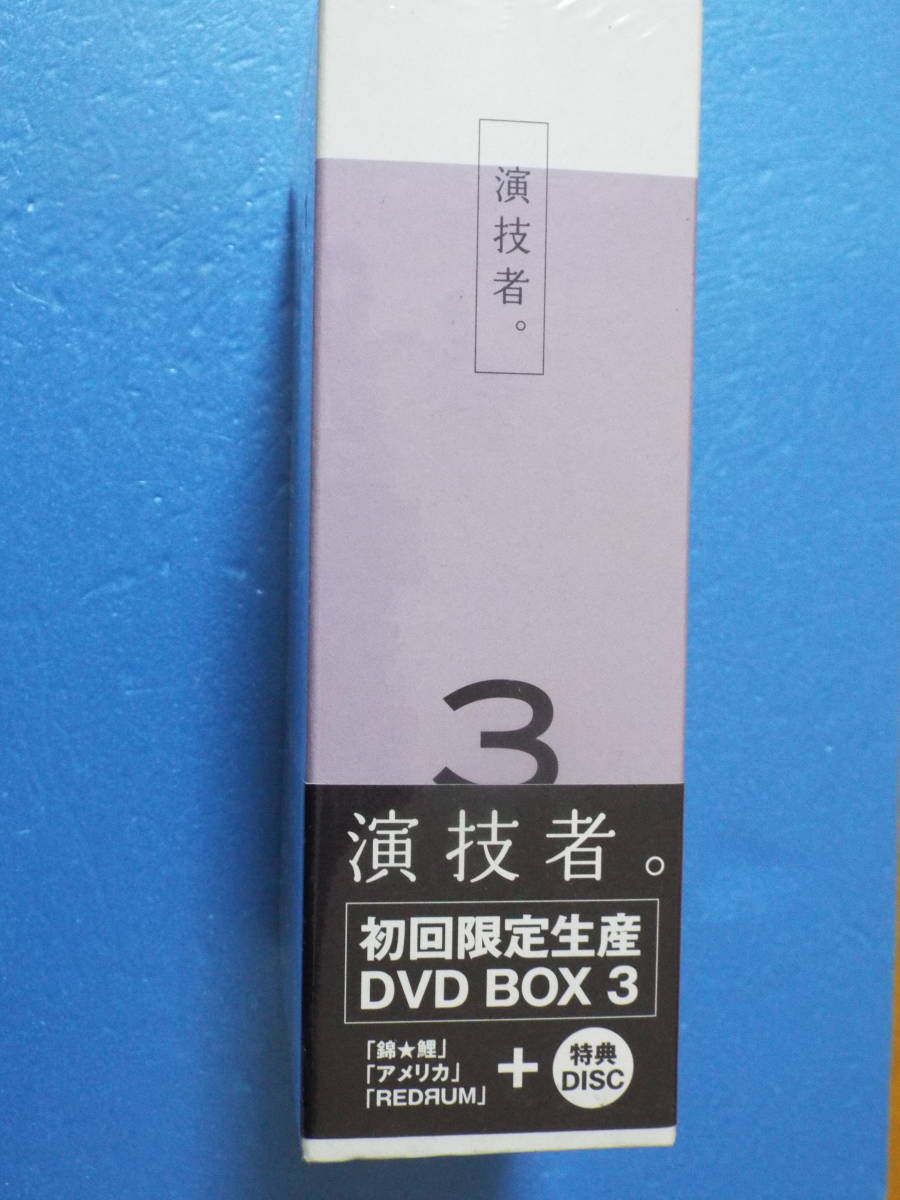 演技者。
3
演技者。
初回限定生産
DVD BOX 3
「錦★鯉」
「アメリカ」
「REDЯUM」
+
特典
DISC